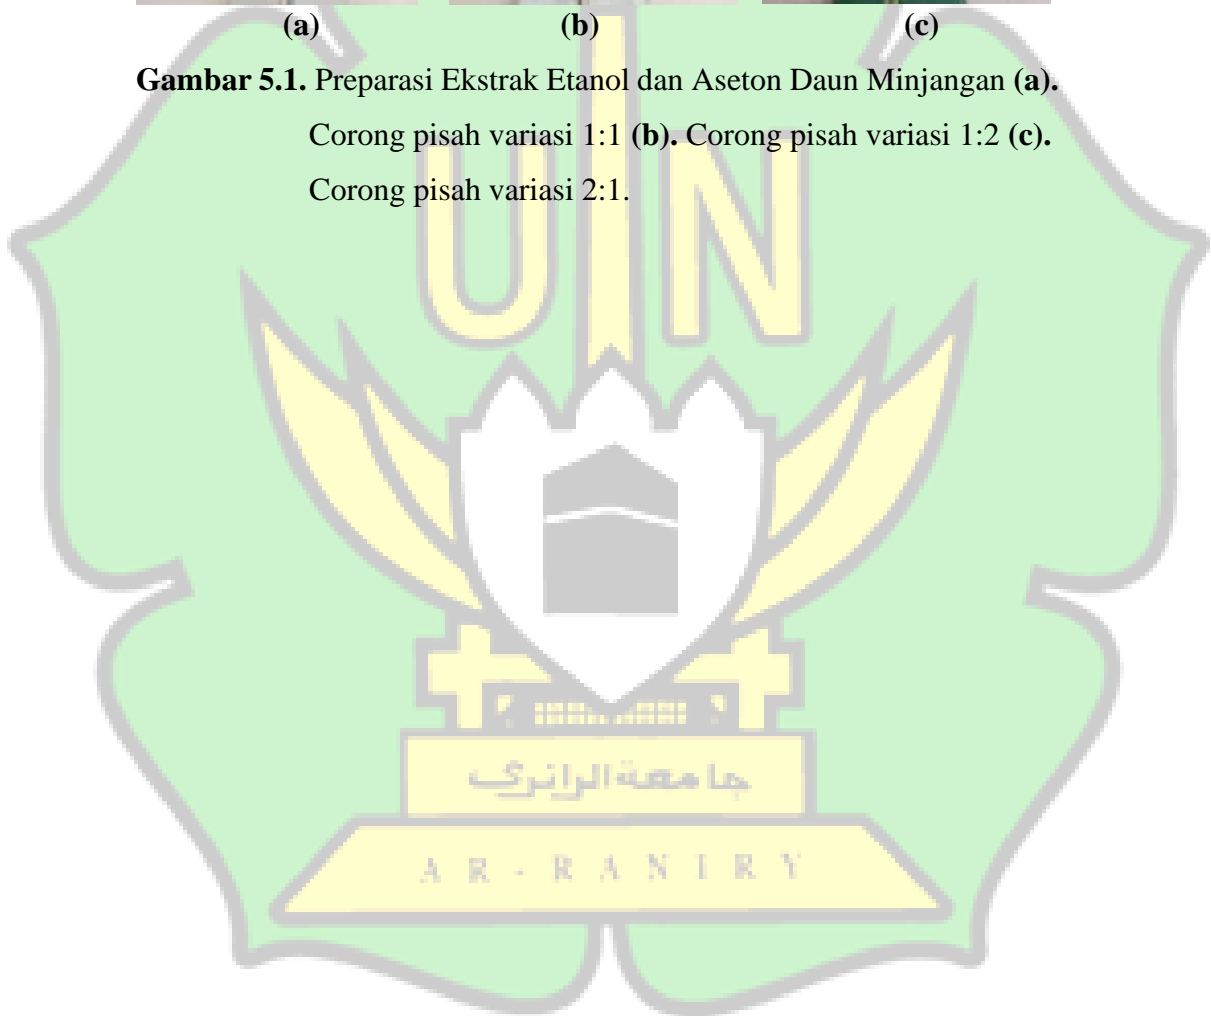 (a) (b) (c)
Gambar 5.1. Preparasi Ekstrak Etanol dan Aseton Daun Minjangan (a).
Corong pisah variasi 1:1 (b). Corong pisah variasi 1:2 (c).
Corong pisah variasi 2:1.
U I N
جامعة الرانري
A R - R A N I R Y